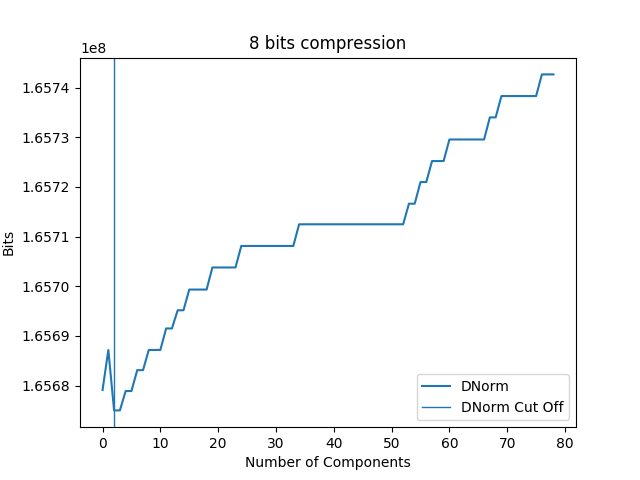 8 bits compression
1e8
1.6574
1.6573
1.6572
1.6571
1.6570
1.6569
1.6568
Bits
0 10 20 30 40 50 60 70 80
Number of Components
DNorm
DNorm Cut Off